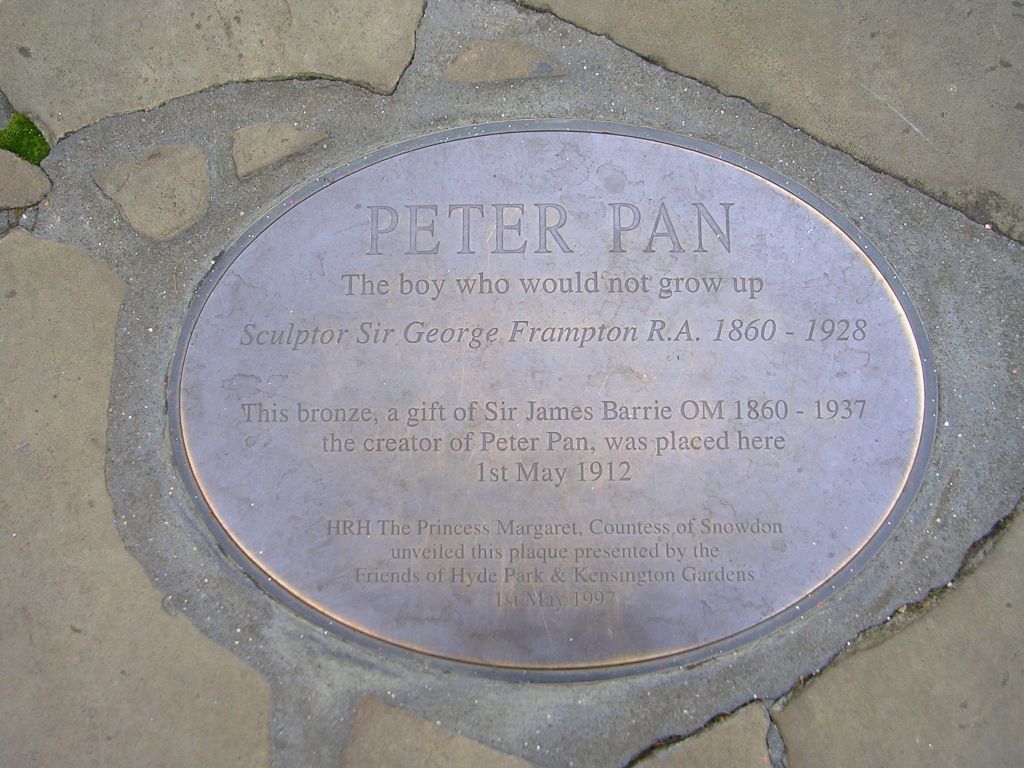 PETER PAN
The boy who would not grow up
Sculptor Sir George Frampton R.A. 1860 - 1928
This bronze, a gift of Sir James Barrie OM 1860 - 1937
the creator of Peter Pan, was placed here
1st May 1912
HRH The Princess Margaret, Countess of Snowdon
unveiled this plaque presented by the
Friends of Hyde Park & Kensington Gardens
1st May 1997